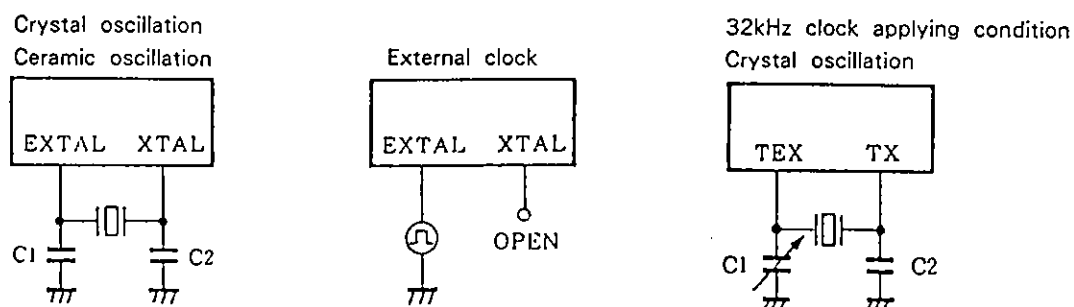 Crystal oscillation
Ceramic oscillation
EXTAL XTAL
C1 C2
External clock
EXTAL XTAL
OPEN
32kHz clock applying condition
Crystal oscillation
TEX TX
C1 C2